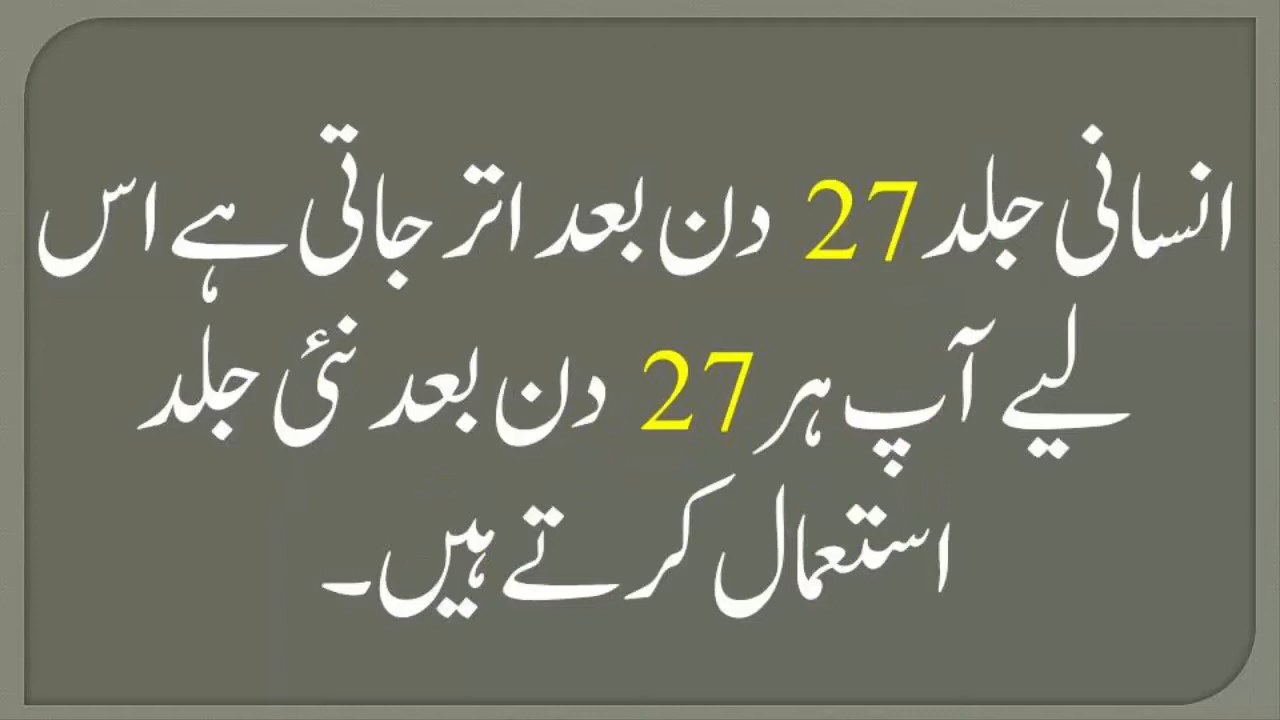 انسانی جلد 27 دن بعد اتر جاتی ہے اس
لیے آپ ہر 27 دن بعد نئی جلد
استعمال کرتے ہیں۔